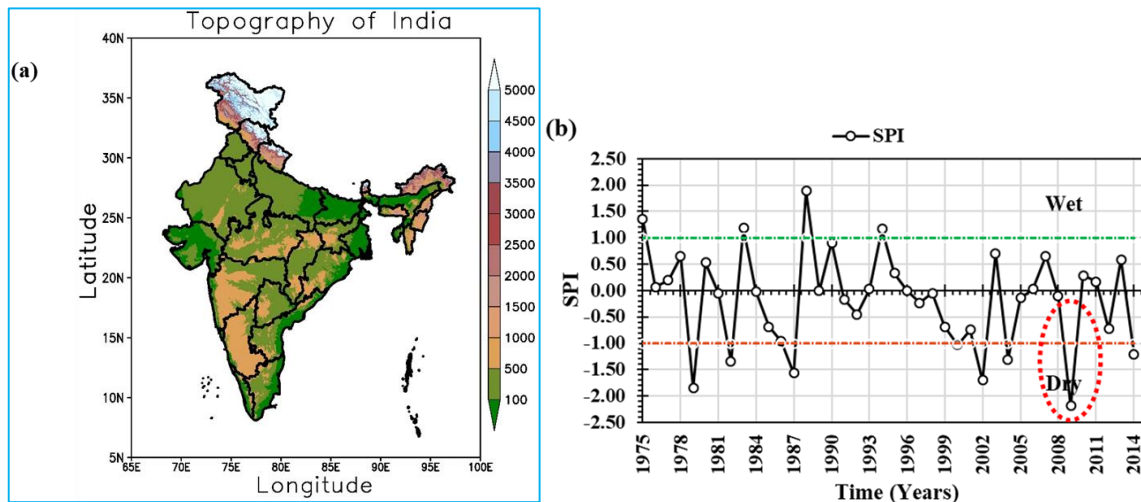 Topography of India
(a)
40N
35N
30N
25N
20N
15N
10N
5N
Latitude
65E 70E 75E 80E 85E 90E 95E 100E
Longitude
5000
4500
4000
3500
3000
2500
2000
1500
1000
500
100
(b)
SPI
2.50
2.00
1.50
1.00
0.50
0.00
-0.50
-1.00
-1.50
-2.00
-2.50
SPI
Wet
Dry
1975 1978 1981 1984 1987 1990 1993 1996 1999 2002 2005 2008 2011 2014
Time (Years)